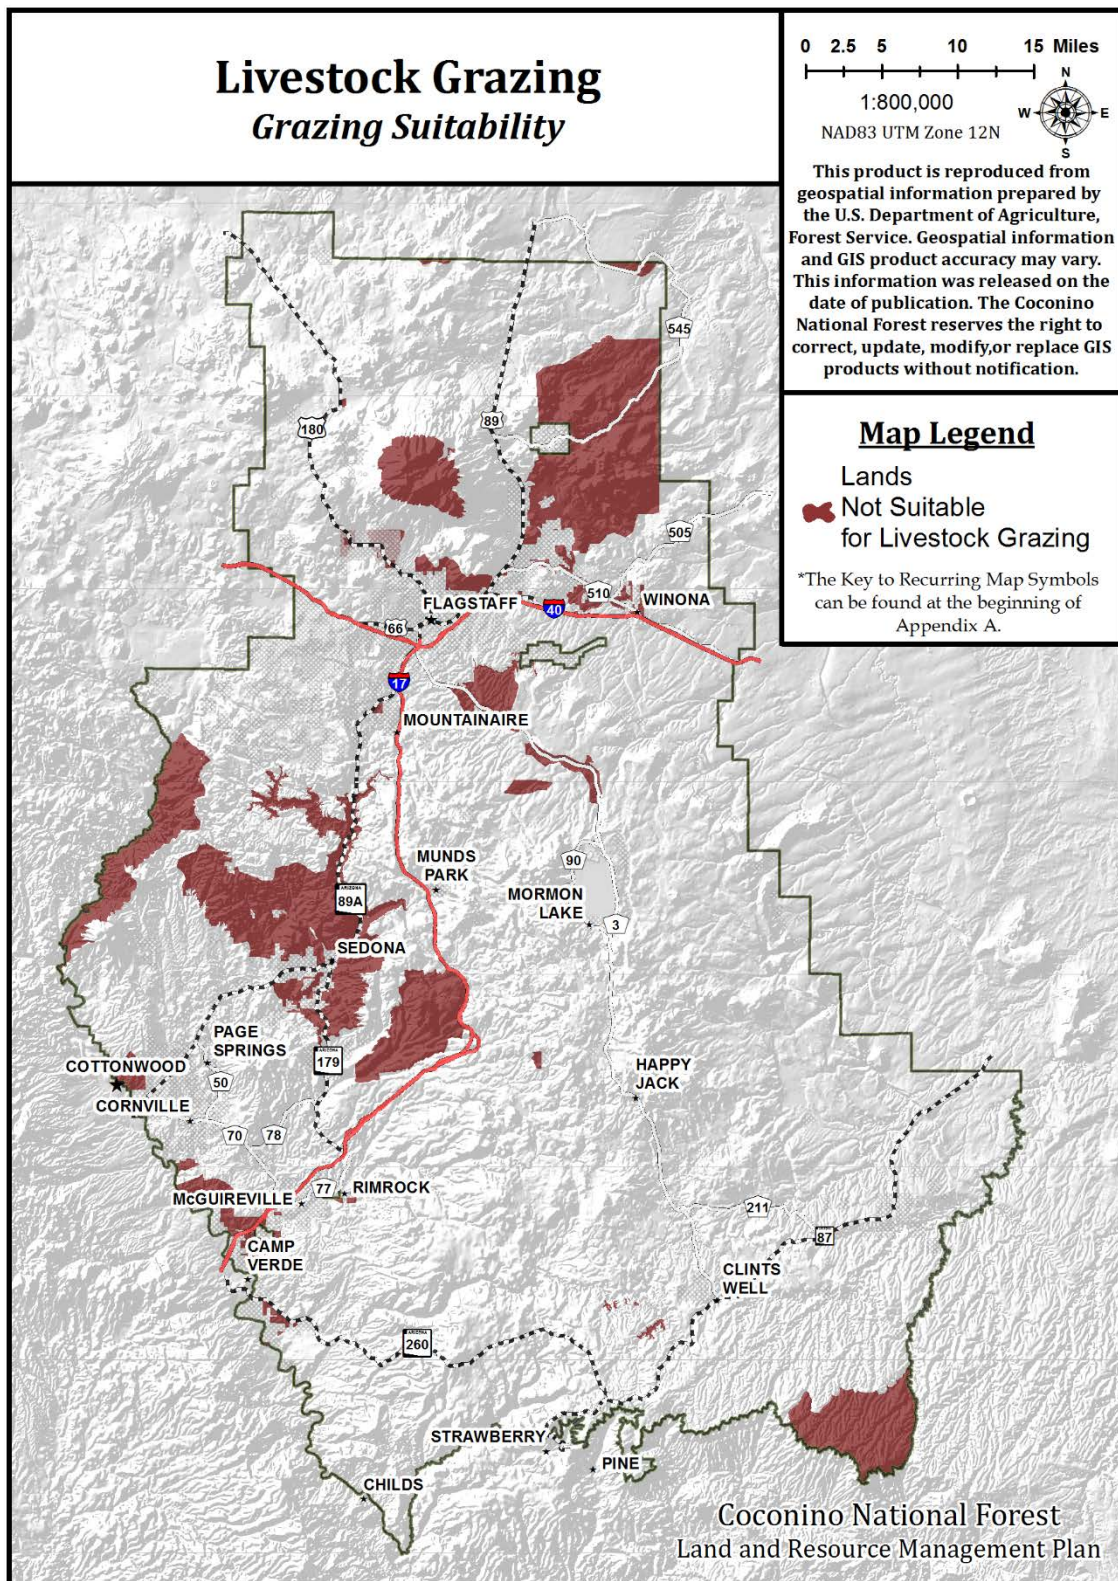 Livestock Grazing
Grazing Suitability
0 2.5 5 10 15 Miles
1:800,000
NAD83 UTM Zone 12N
N
W E
S
This product is reproduced from
geospatial information prepared by
the U.S. Department of Agriculture,
Forest Service. Geospatial information
and GIS product accuracy may vary.
This information was released on the
date of publication. The Coconino
National Forest reserves the right to
correct, update, modify,or replace GIS
products without notification.
Map Legend
Lands
Not Suitable
for Livestock Grazing
*The Key to Recurring Map Symbols
can be found at the beginning of
Appendix A.
545
89
180
505
510
WINONA
FLAGSTAFF
40
66
17
MOUNTAINAIRE
MUNDS
PARK
90
MORMON
LAKE
3
ARIZONA
89A
SEDONA
PAGE
SPRINGS
ARIZONA
179
COTTONWOOD
50
HAPPY
JACK
CORNVILLE
70
78
77
RIMROCK
McGUIREVILLE
211
87
CAMP
VERDE
CLINTS
WELL
ARIZONA
260
STRAWBERRY
PINE
CHILDS
Coconino National Forest
Land and Resource Management Plan